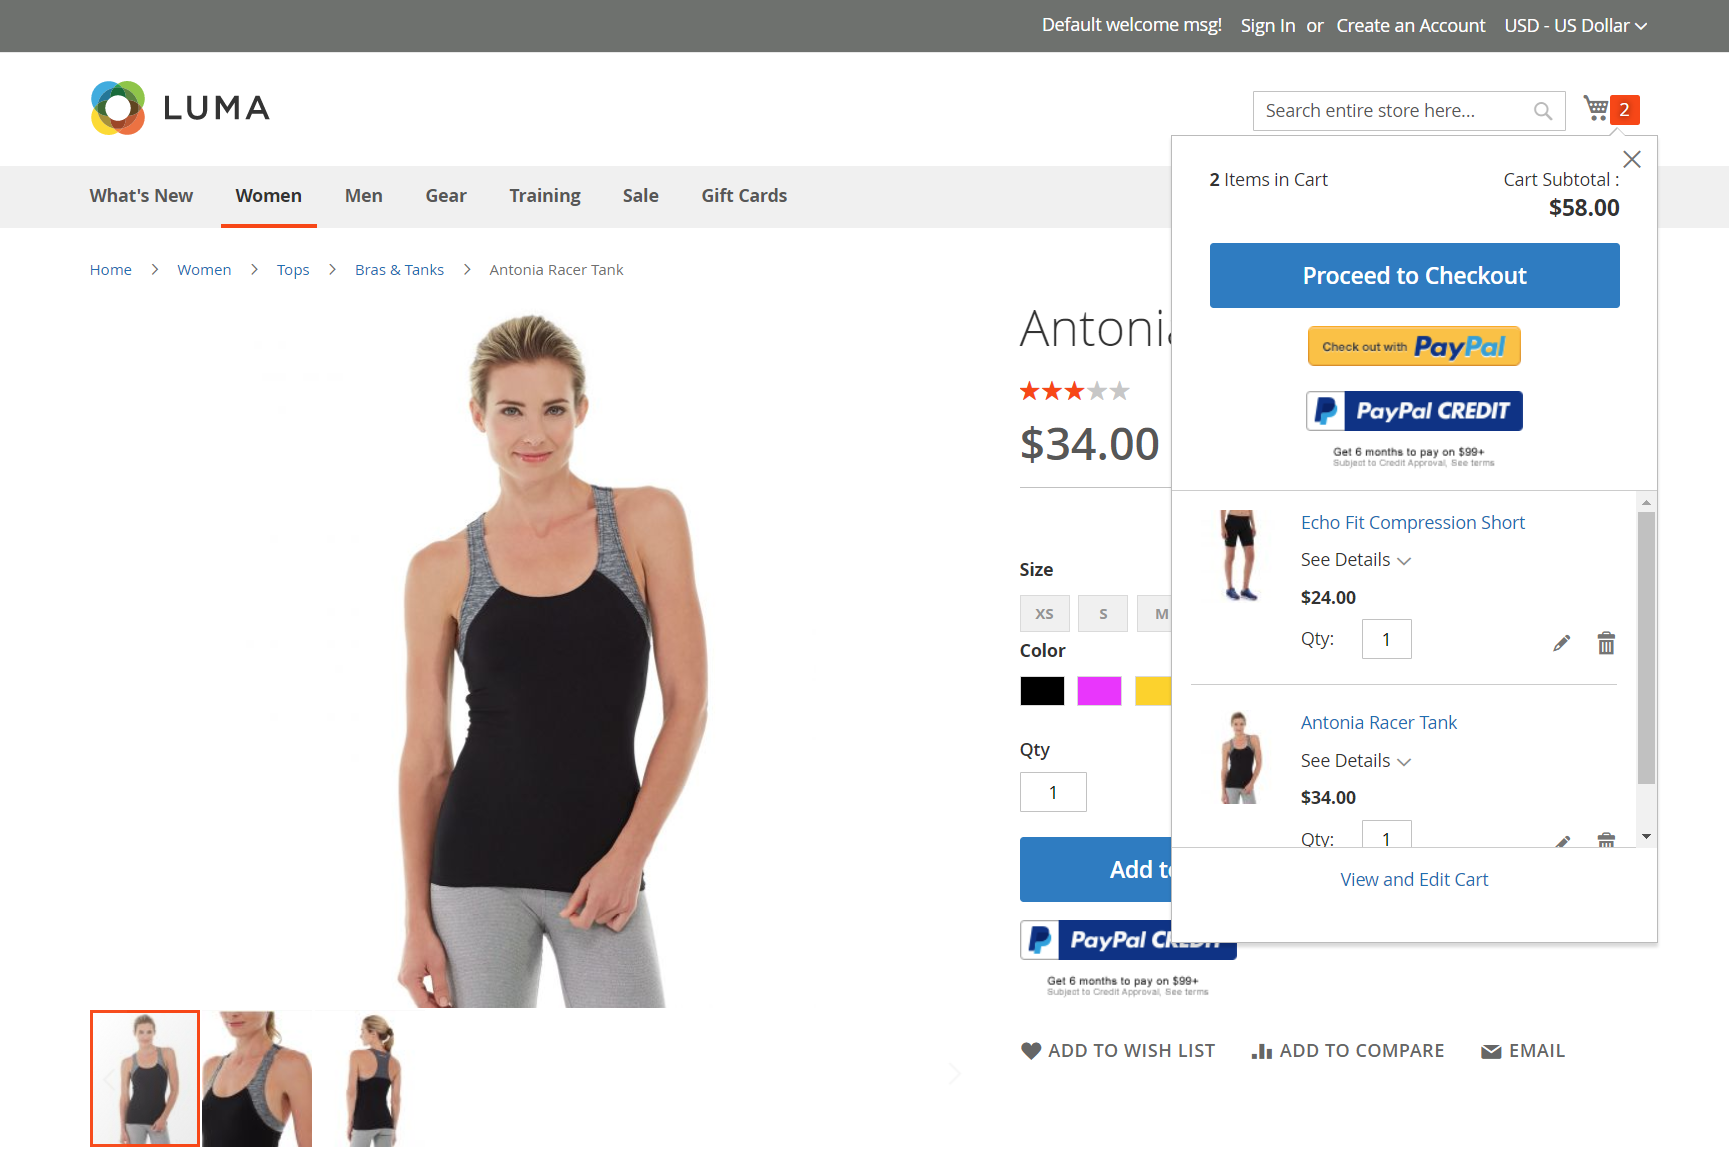 Default welcome msg! Sign In or Create an Account USD - US Dollar
LUMA
Search entire store here...
2
What's New Women Men Gear Training Sale Gift Cards
Home Women Tops Bras & Tanks Antonia Racer Tank
2 Items in Cart
Cart Subtotal :
$58.00
Proceed to Checkout
Check out with PayPal
PayPal CREDIT
Get 6 months to pay on $99+
Subject to Credit Approval, See terms
Echo Fit Compression Short
See Details
$24.00
Qty: 1
Antonia Racer Tank
See Details
$34.00
Qty: 1
View and Edit Cart
Antoni
$34.00
Size
XS S M
Color
Qty
1
Add to
PayPal CREDIT
Get 6 months to pay on $99+
Subject to Credit Approval, See terms
ADD TO WISH LIST ADD TO COMPARE EMAIL